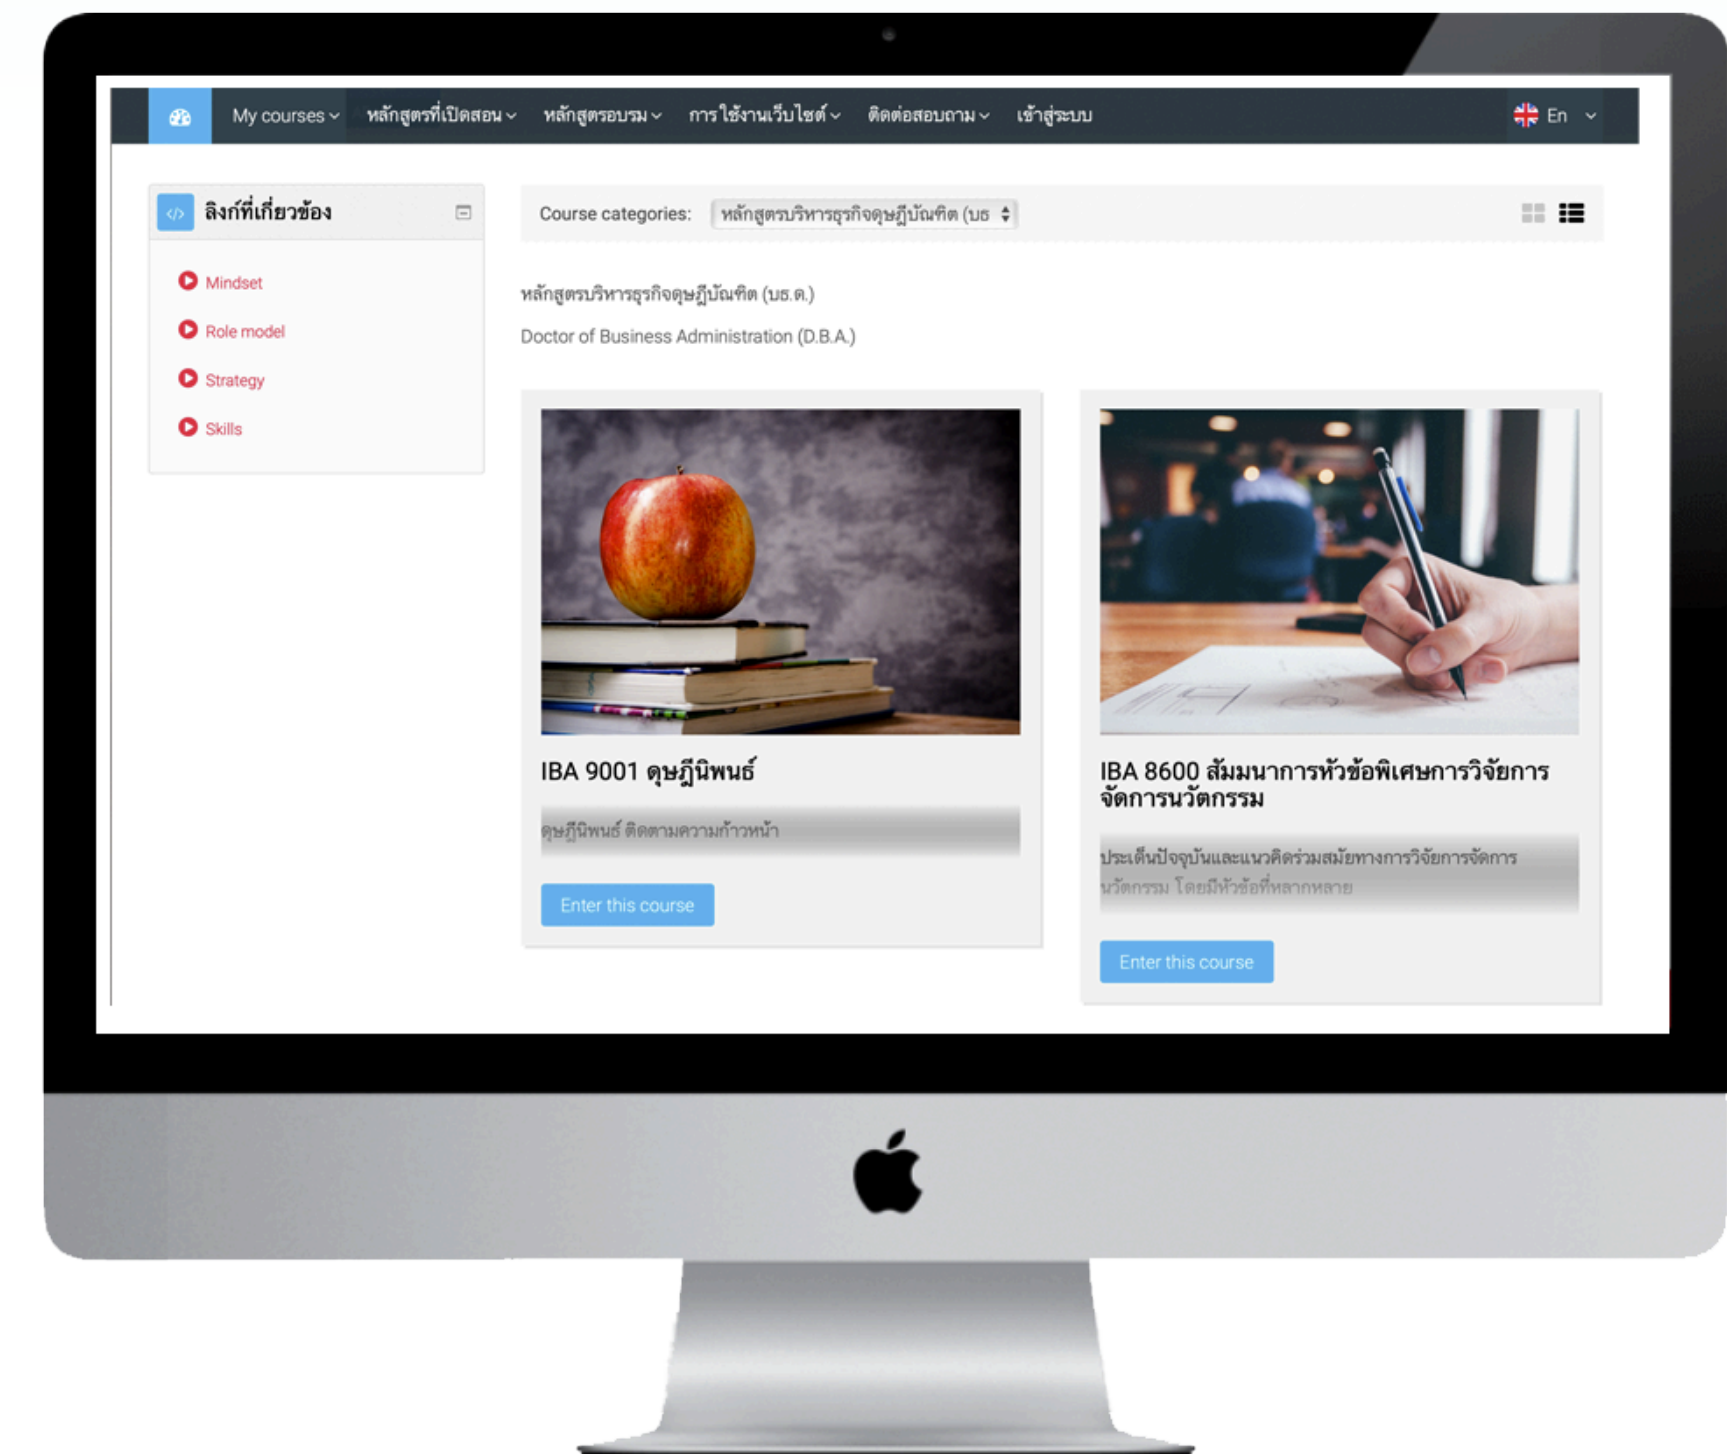 My courses หลักสูตรที่เปิดสอน หลักสูตรอบรม การใช้งานเว็บไซต์ ติดต่อสอบถาม เข้าสู่ระบบ En
ลิงก์ที่เกี่ยวข้อง
Mindset
Role model
Strategy
Skills
Course categories: หลักสูตรบริหารธุรกิจดุษฎีบัณฑิต (บธ
หลักสูตรบริหารธุรกิจดุษฎีบัณฑิต (บธ.ด.)
Doctor of Business Administration (D.B.A.)
IBA 9001 ดุษฎีนิพนธ์
ดุษฎีนิพนธ์ ติดตามความก้าวหน้า
Enter this course
IBA 8600 สัมมนาการหัวข้อพิเศษการวิจัยการ
จัดการนวัตกรรม
ประเด็นปัจจุบันและแนวคิดร่วมสมัยทางการวิจัยการจัดการ
นวัตกรรม โดยมีหัวข้อที่หลากหลาย
Enter this course